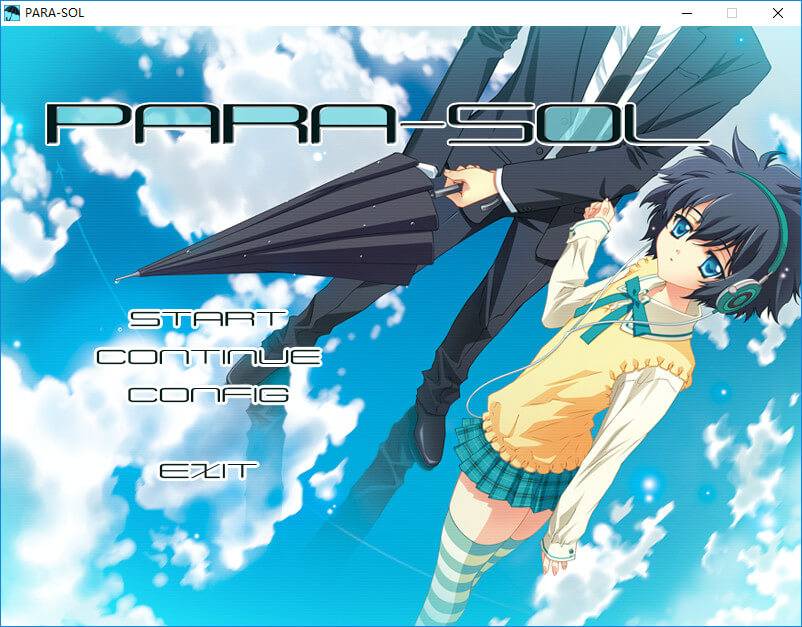 PARA-SOL
PARA-SOL
START
CONTINUE
CONFIG
EXIT